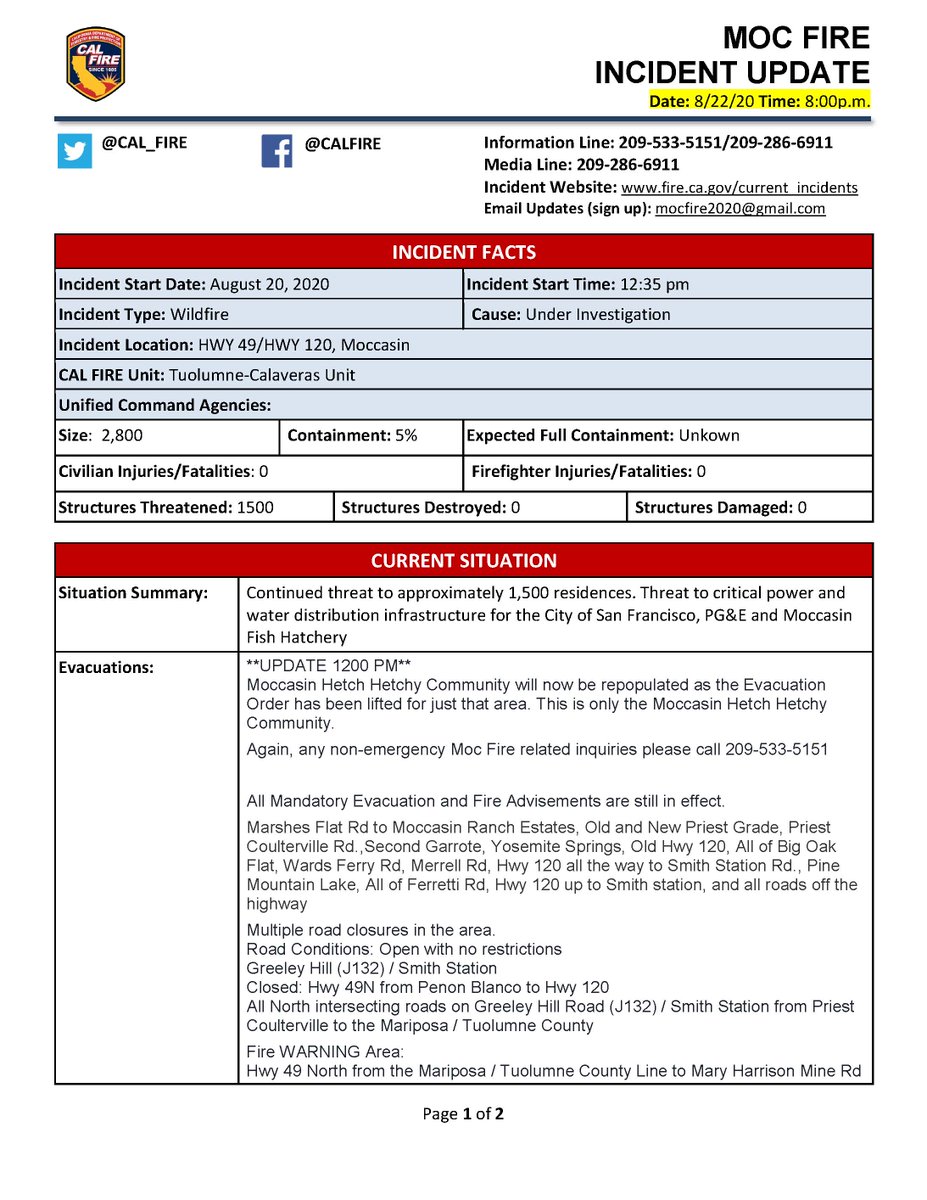 CALIFORNIA DEPARTMENT OF
FORESTRY & FIRE PROTECTION
CAL
FIRE
SINCE 1885
MOC FIRE
INCIDENT UPDATE
Date: 8/22/20 Time: 8:00p.m.
@CAL_FIRE
@CALFIRE
Information Line: 209-533-5151/209-286-6911
Media Line: 209-286-6911
Incident Website: www.fire.ca.gov/current_incidents
Email Updates (sign up): mocfire2020@gmail.com
INCIDENT FACTS
Incident Start Date: August 20, 2020
Incident Start Time: 12:35 pm
Incident Type: Wildfire
Cause: Under Investigation
Incident Location: HWY 49/HWY 120, Moccasin
CAL FIRE Unit: Tuolumne-Calaveras Unit
Unified Command Agencies:
Size: 2,800
Containment: 5%
Expected Full Containment: Unkown
Civilian Injuries/Fatalities: 0
Firefighter Injuries/Fatalities: 0
Structures Threatened: 1500
Structures Destroyed: 0
Structures Damaged: 0
CURRENT SITUATION
Situation Summary:
Continued threat to approximately 1,500 residences. Threat to critical power and
water distribution infrastructure for the City of San Francisco, PG&E and Moccasin
Fish Hatchery
Evacuations:
**UPDATE 1200 PM**
Moccasin Hetch Hetchy Community will now be repopulated as the Evacuation
Order has been lifted for just that area. This is only the Moccasin Hetch Hetchy
Community.
Again, any non-emergency Moc Fire related inquiries please call 209-533-5151
All Mandatory Evacuation and Fire Advisements are still in effect.
Marshes Flat Rd to Moccasin Ranch Estates, Old and New Priest Grade, Priest
Coulterville Rd.,Second Garrote, Yosemite Springs, Old Hwy 120, All of Big Oak
Flat, Wards Ferry Rd, Merrell Rd, Hwy 120 all the way to Smith Station Rd., Pine
Mountain Lake, All of Ferretti Rd, Hwy 120 up to Smith station, and all roads off the
highway
Multiple road closures in the area.
Road Conditions: Open with no restrictions
Greeley Hill (J132) / Smith Station
Closed: Hwy 49N from Penon Blanco to Hwy 120
All North intersecting roads on Greeley Hill Road (J132) / Smith Station from Priest
Coulterville to the Mariposa / Tuolumne County
Fire WARNING Area:
Hwy 49 North from the Mariposa / Tuolumne County Line to Mary Harrison Mine Rd
Page 1 of 2